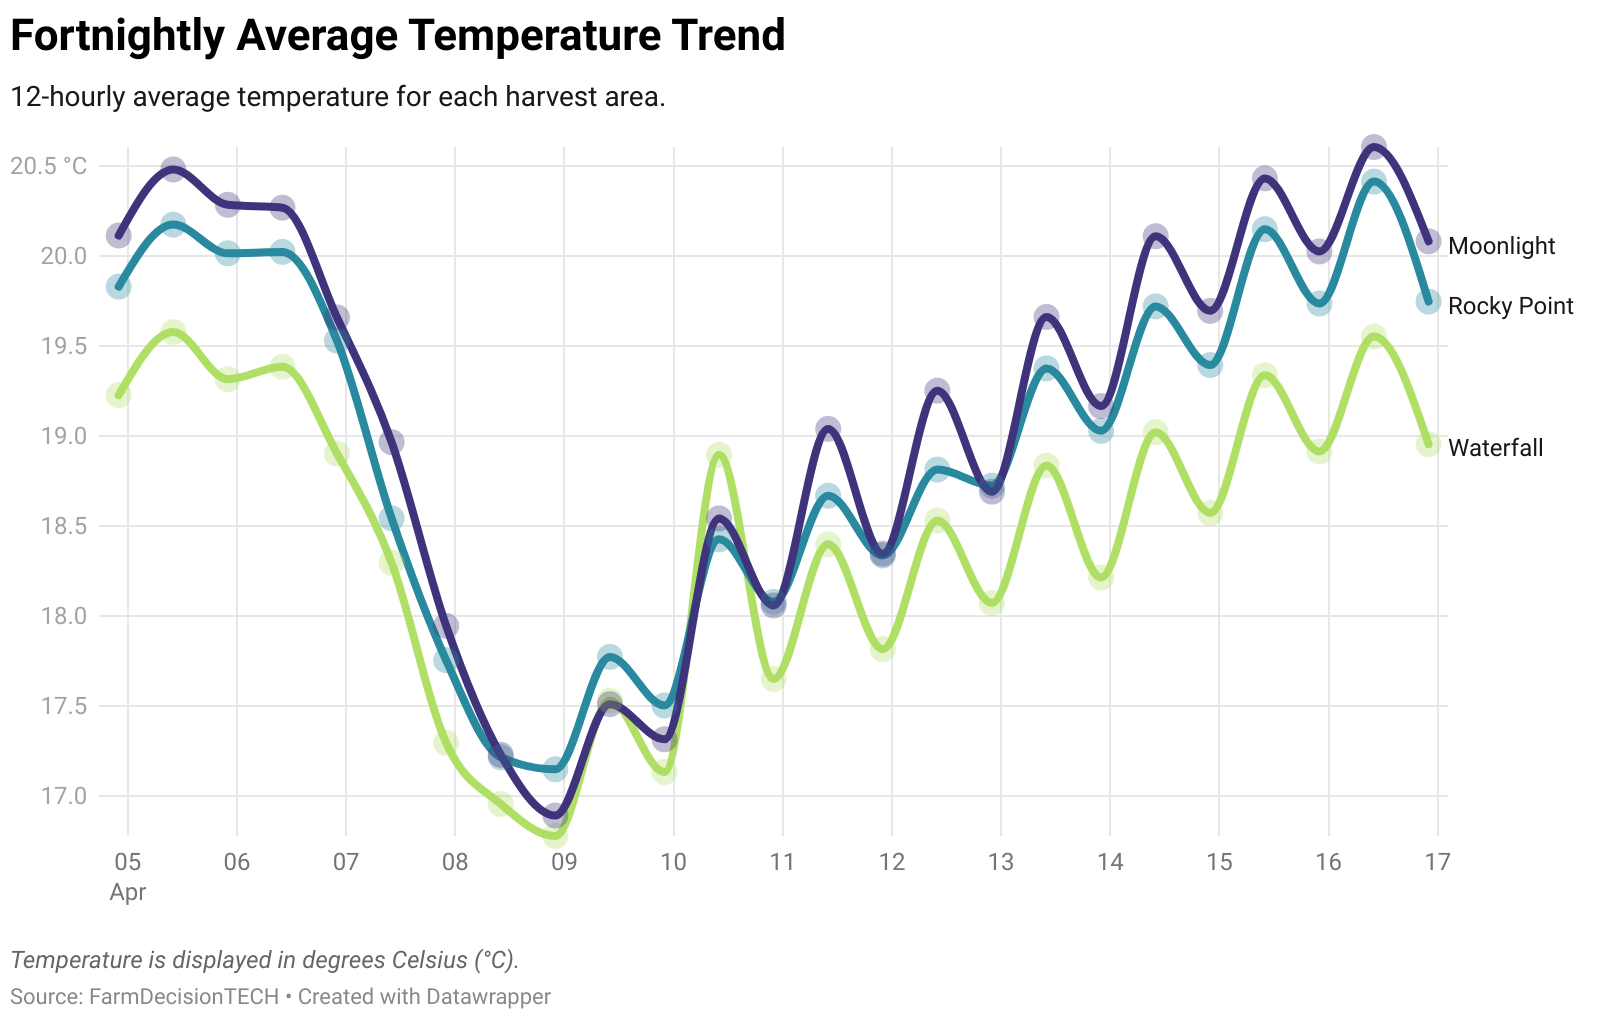 Fortnightly Average Temperature Trend
12-hourly average temperature for each harvest area.
20.5 °C
20.0
19.5
19.0
18.5
18.0
17.5
17.0
Moonlight
Rocky Point
Waterfall
05 06 07 08 09 10 11 12 13 14 15 16 17
Apr
Temperature is displayed in degrees Celsius (°C).
Source: FarmDecisionTECH • Created with Datawrapper